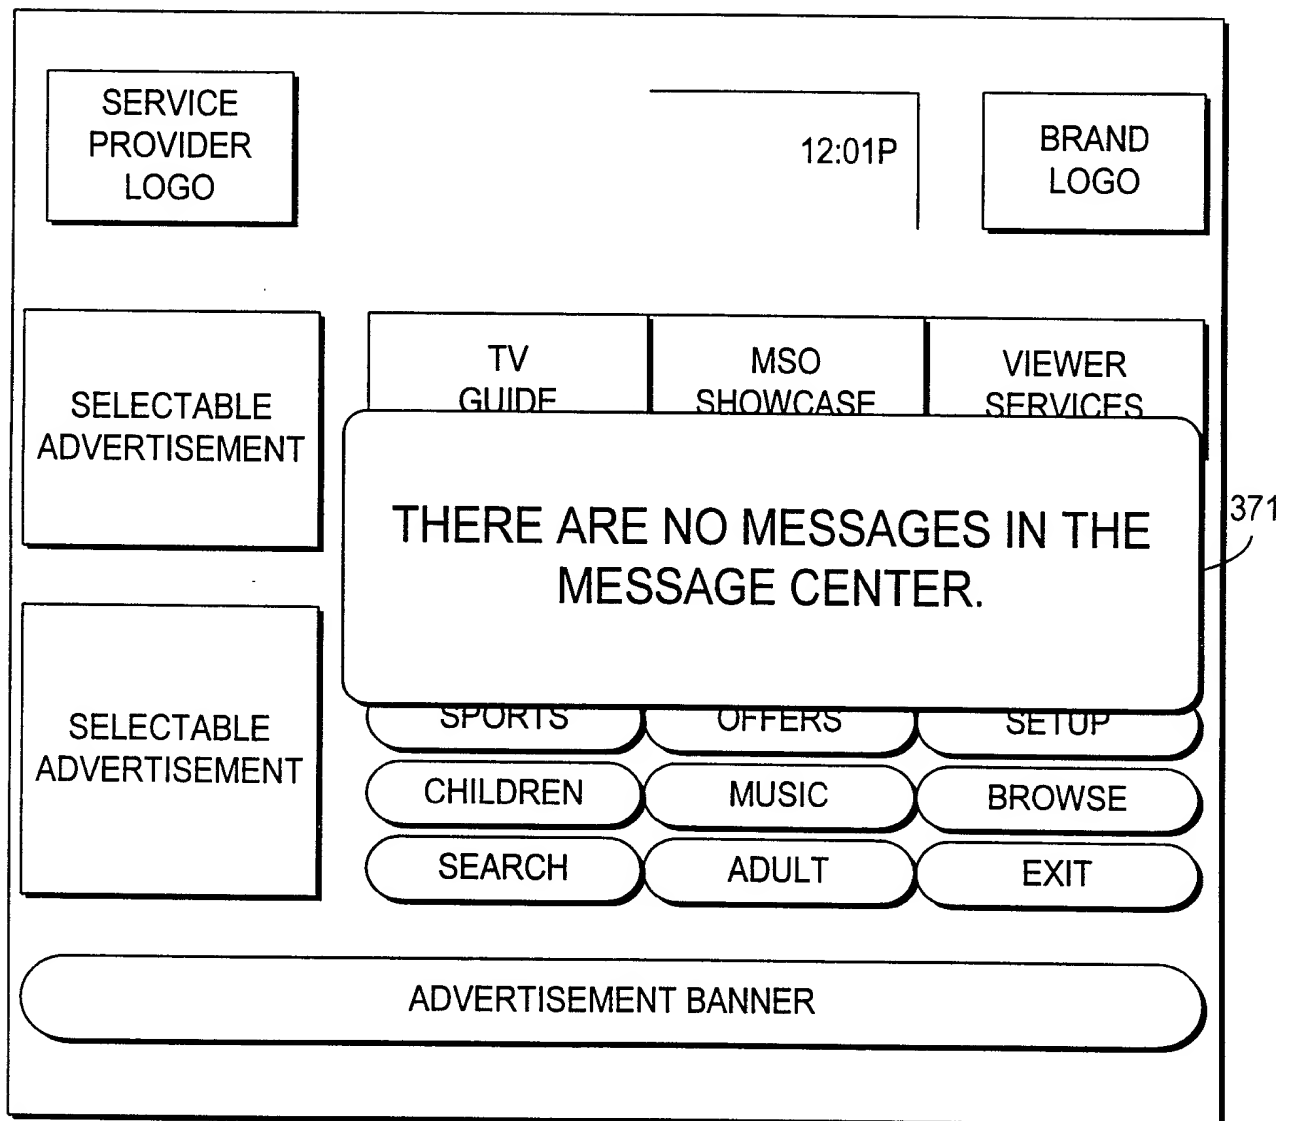 SERVICE
PROVIDER
LOGO
12:01P
BRAND
LOGO
SELECTABLE
ADVERTISEMENT
TV
GUIDE
MSO
SHOWCASE
VIEWER
SERVICES
THERE ARE NO MESSAGES IN THE
MESSAGE CENTER.
371
SELECTABLE
ADVERTISEMENT
SPORTS
OFFERS
SETUP
CHILDREN
MUSIC
BROWSE
SEARCH
ADULT
EXIT
ADVERTISEMENT BANNER